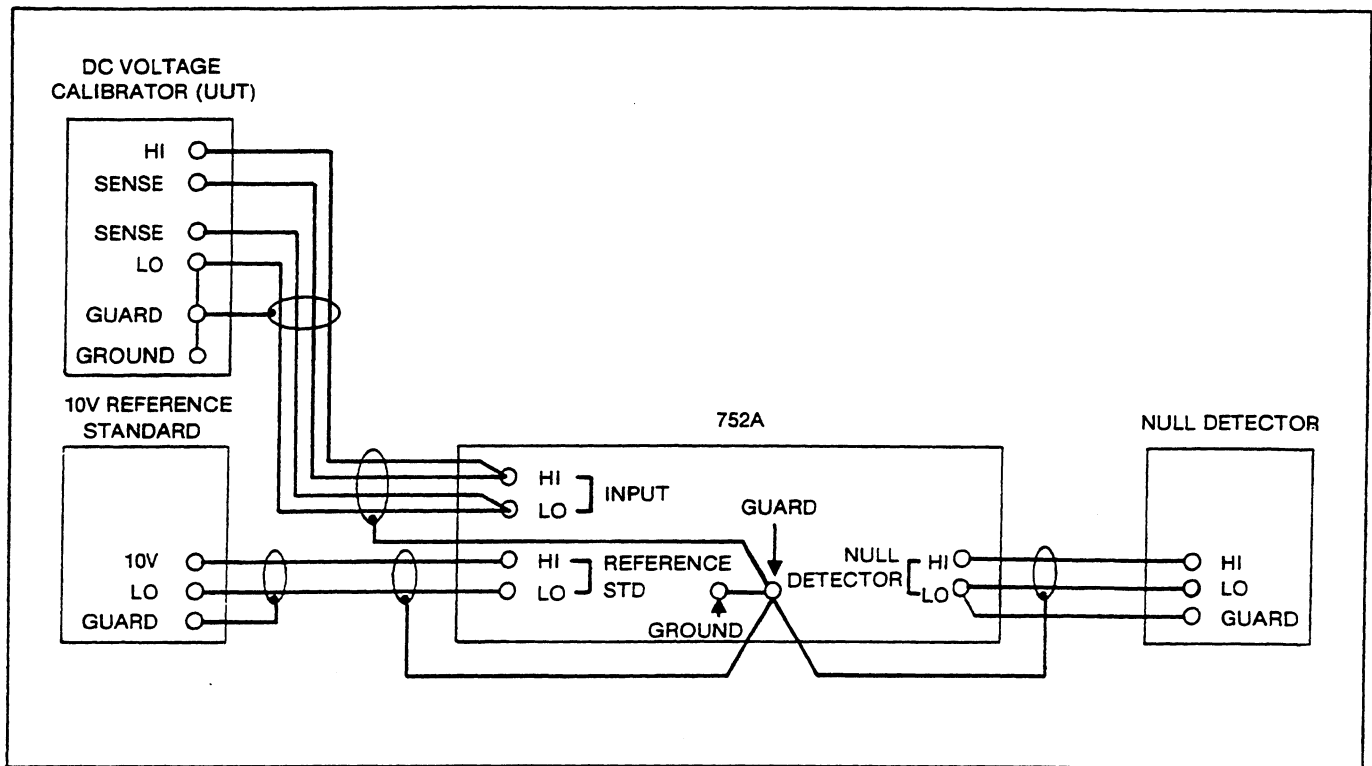 DC VOLTAGE
CALIBRATOR (UUT)
HI
SENSE
SENSE
LO
GUARD
GROUND
10V REFERENCE
STANDARD
10V
LO
GUARD
752A
HI
LO
INPUT
HI
LO
REFERENCE
STD
GROUND
GUARD
NULL
DETECTOR
HI
LO
NULL DETECTOR
HI
LO
GUARD